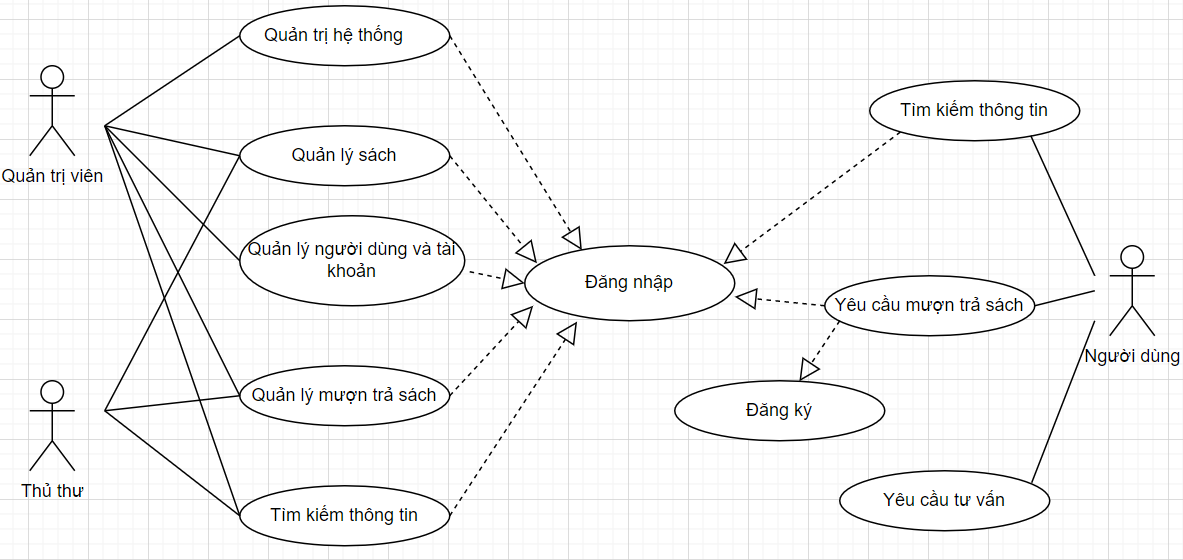 Quản trị hệ thống
Tìm kiếm thông tin
Quản lý sách
Quản trị viên
Quản lý người dùng và tài
khoản
Đăng nhập
Yêu cầu mượn trả sách
Người dùng
Quản lý mượn trả sách
Đăng ký
Thủ thư
Yêu cầu tư vấn
Tìm kiếm thông tin